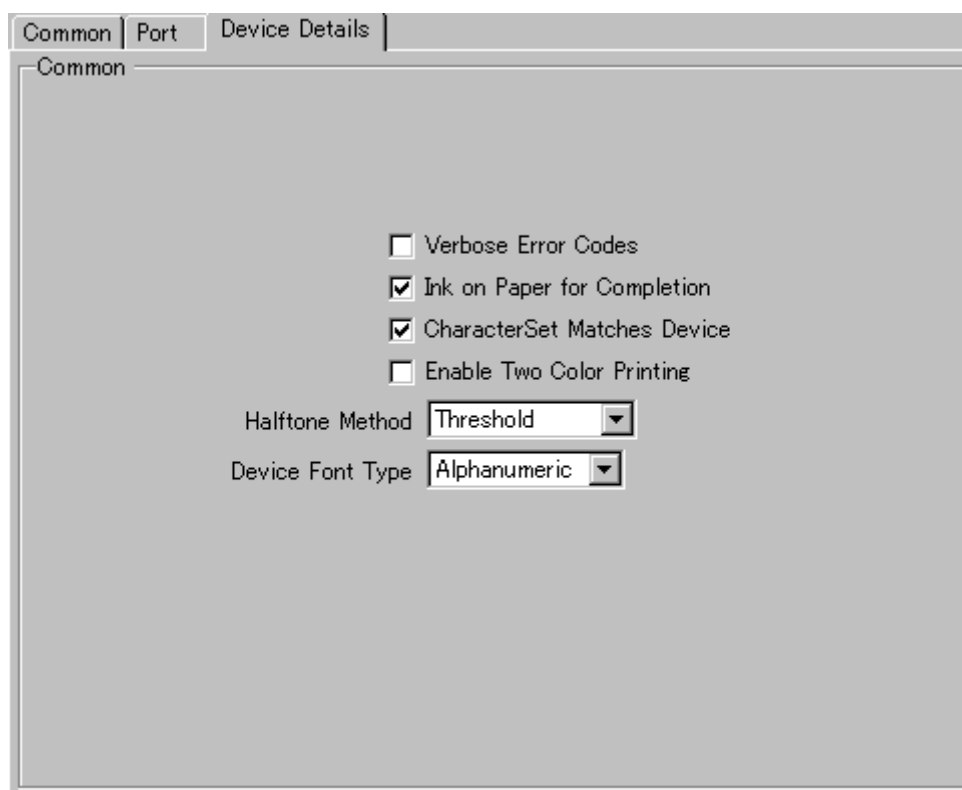 Common Port Device Details
Common
Verbose Error Codes
Ink on Paper for Completion
CharacterSet Matches Device
Enable Two Color Printing
Halftone Method Threshold
Device Font Type Alphanumeric